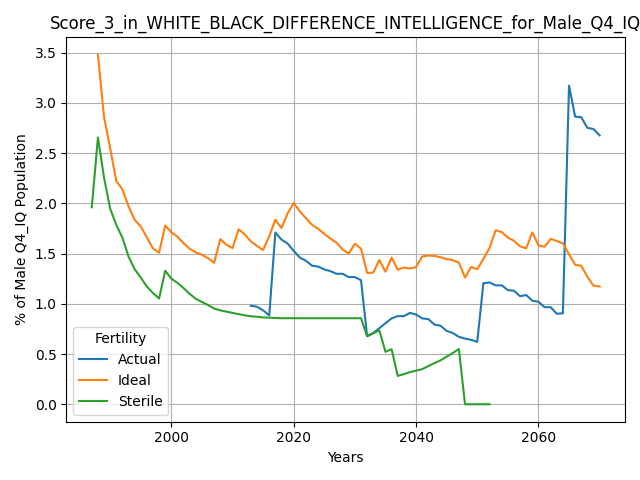 Score_3_in_WHITE_BLACK_DIFFERENCE_INTELLIGENCE_for_Male_Q4_IQ
3.5
3.0
2.5
2.0
1.5
1.0
0.5
0.0
% of Male Q4_IQ Population
Fertility
Actual
Ideal
Sterile
2000
2020
2040
2060
Years